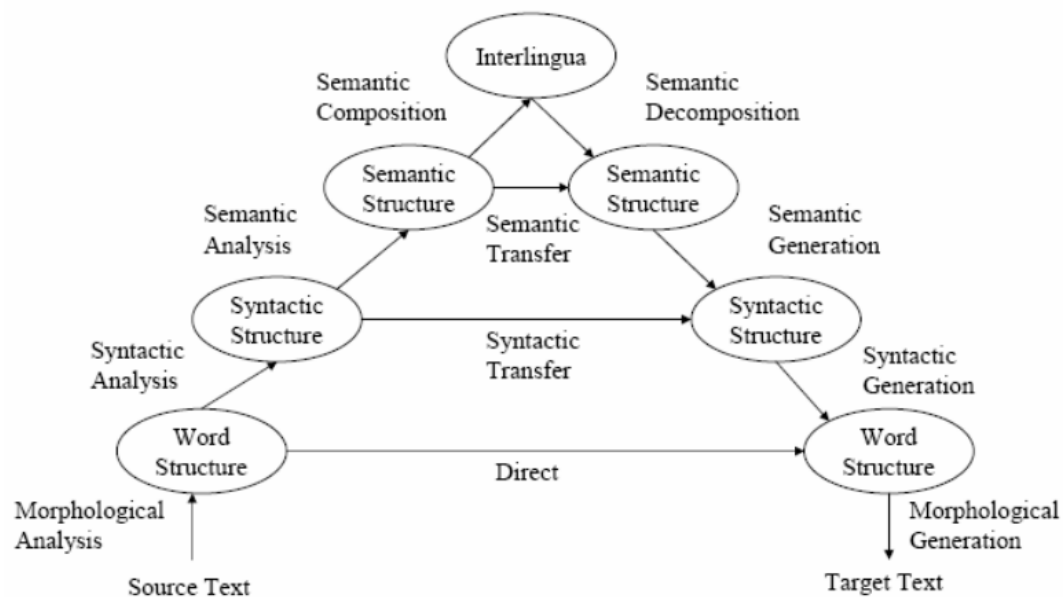 Interlingua
Semantic
Composition
Semantic
Decomposition
Semantic
Structure
Semantic
Structure
Semantic
Analysis
Semantic
Transfer
Semantic
Generation
Syntactic
Structure
Syntactic
Structure
Syntactic
Analysis
Syntactic
Transfer
Syntactic
Generation
Word
Structure
Word
Structure
Direct
Morphological
Analysis
Morphological
Generation
Source Text
Target Text